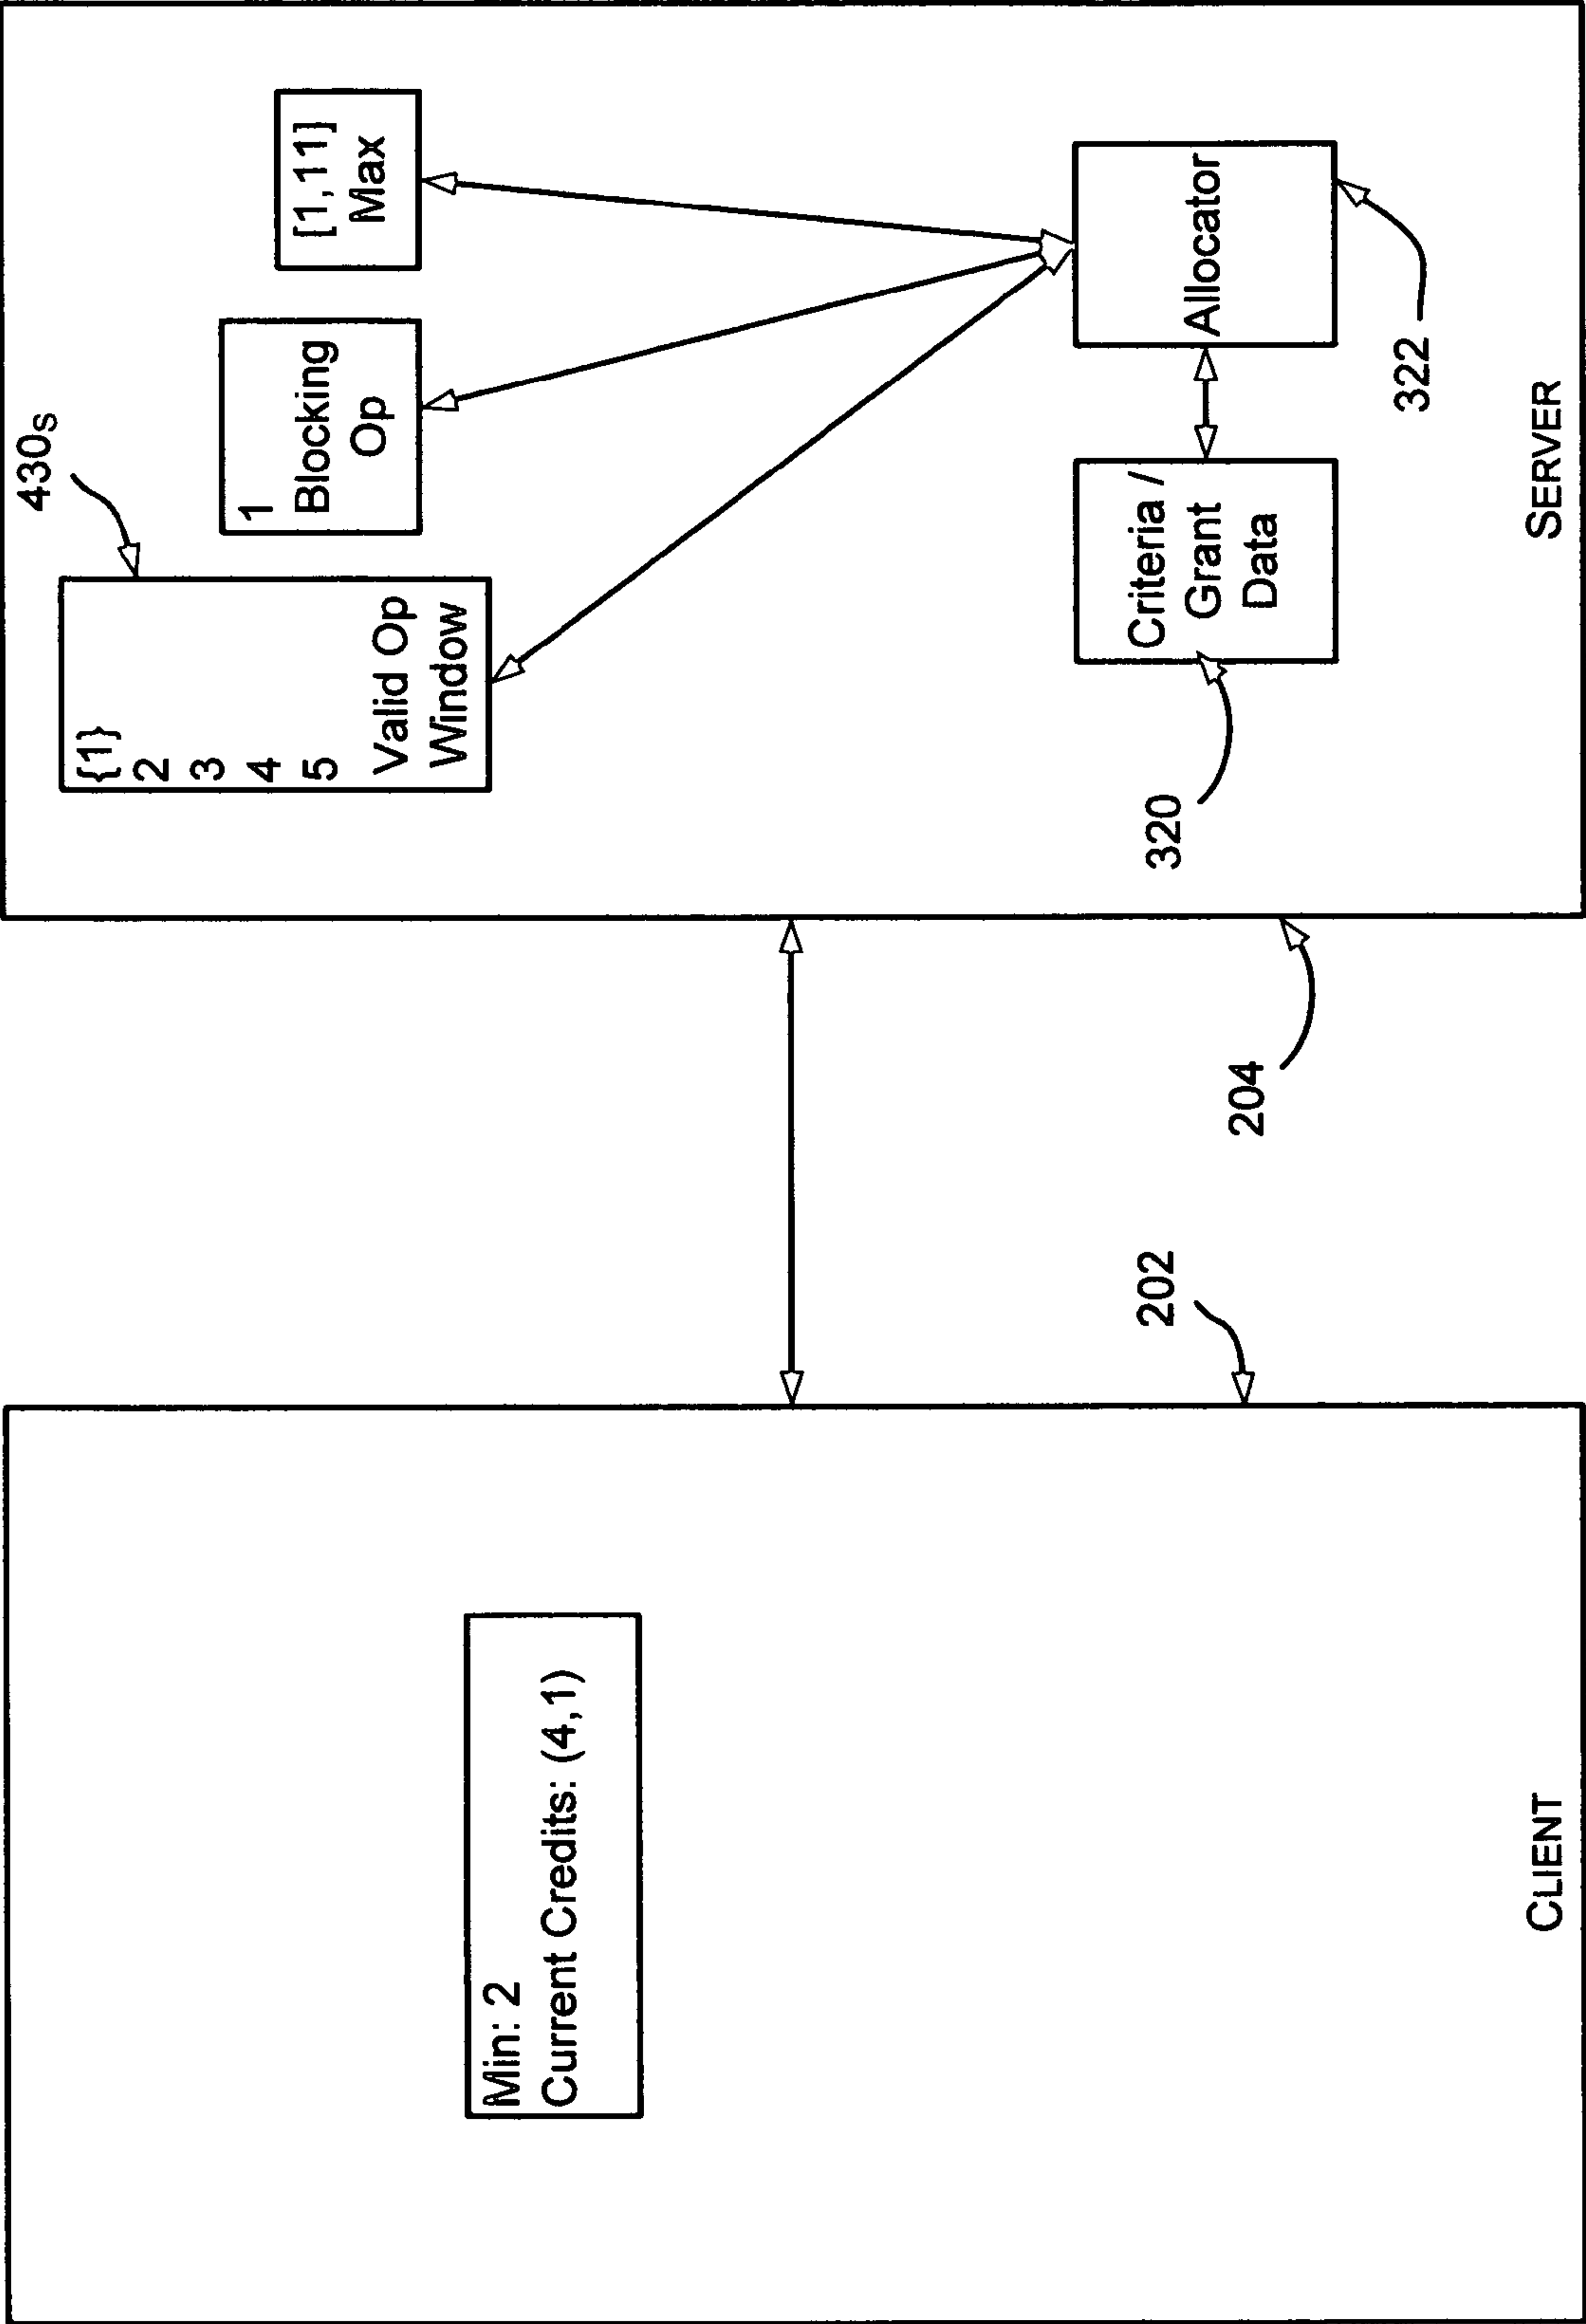 Min: 2
Current Credits: (4,1)
CLIENT
202
204
430S
{1}
2
3
4
5
Valid Op
Window
1
Blocking
Op
[1,11]
Max
320
Criteria /
Grant
Data
Allocator
322
SERVER